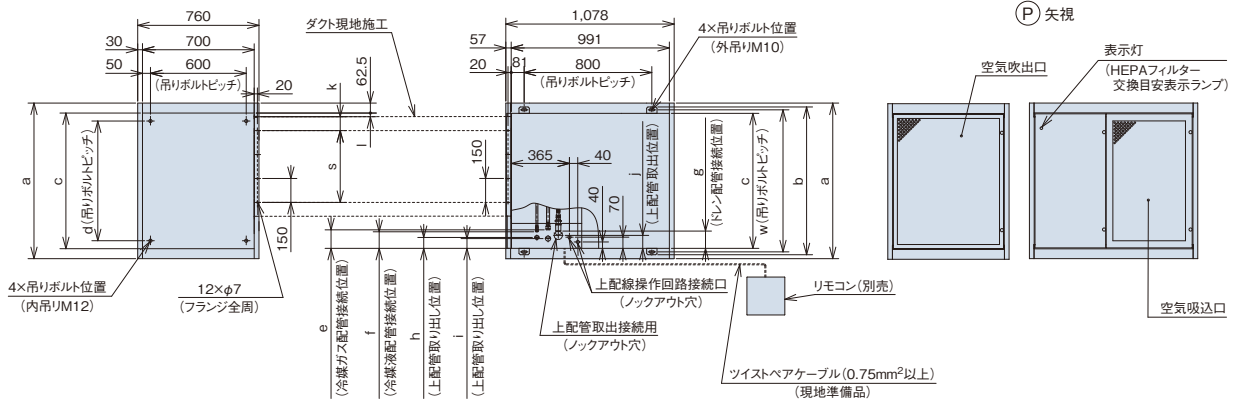 760
30
700
50
600
(吊りボルトピッチ)
20
62.5
k
l
s
150
150
a
c
d(吊りボルトピッチ)
4×吊りボルト位置
(内吊りM12)
12×φ7
(フランジ全周)
ダクト現地施工
1,078
57
991
20
81
800
(吊りボルトピッチ)
4×吊りボルト位置
(外吊りM10)
150
365
40
40
70
j
(上配管取出位置)
g
(ドレン配管接続位置)
c
w(吊りボルトピッチ)
b
a
e
(冷媒ガス配管接続位置)
f
(冷媒液配管接続位置)
h
(上配管取り出し位置)
i
(上配管取り出し位置)
上配線操作回路接続口
(ノックアウト穴)
上配管取出接続用
(ノックアウト穴)
リモコン(別売)
ツイストペアケーブル(0.75mm²以上)
(現地準備品)
P 矢視
空気吹出口
表示灯
(HEPAフィルター
交換目安表示ランプ)
空気吸込口